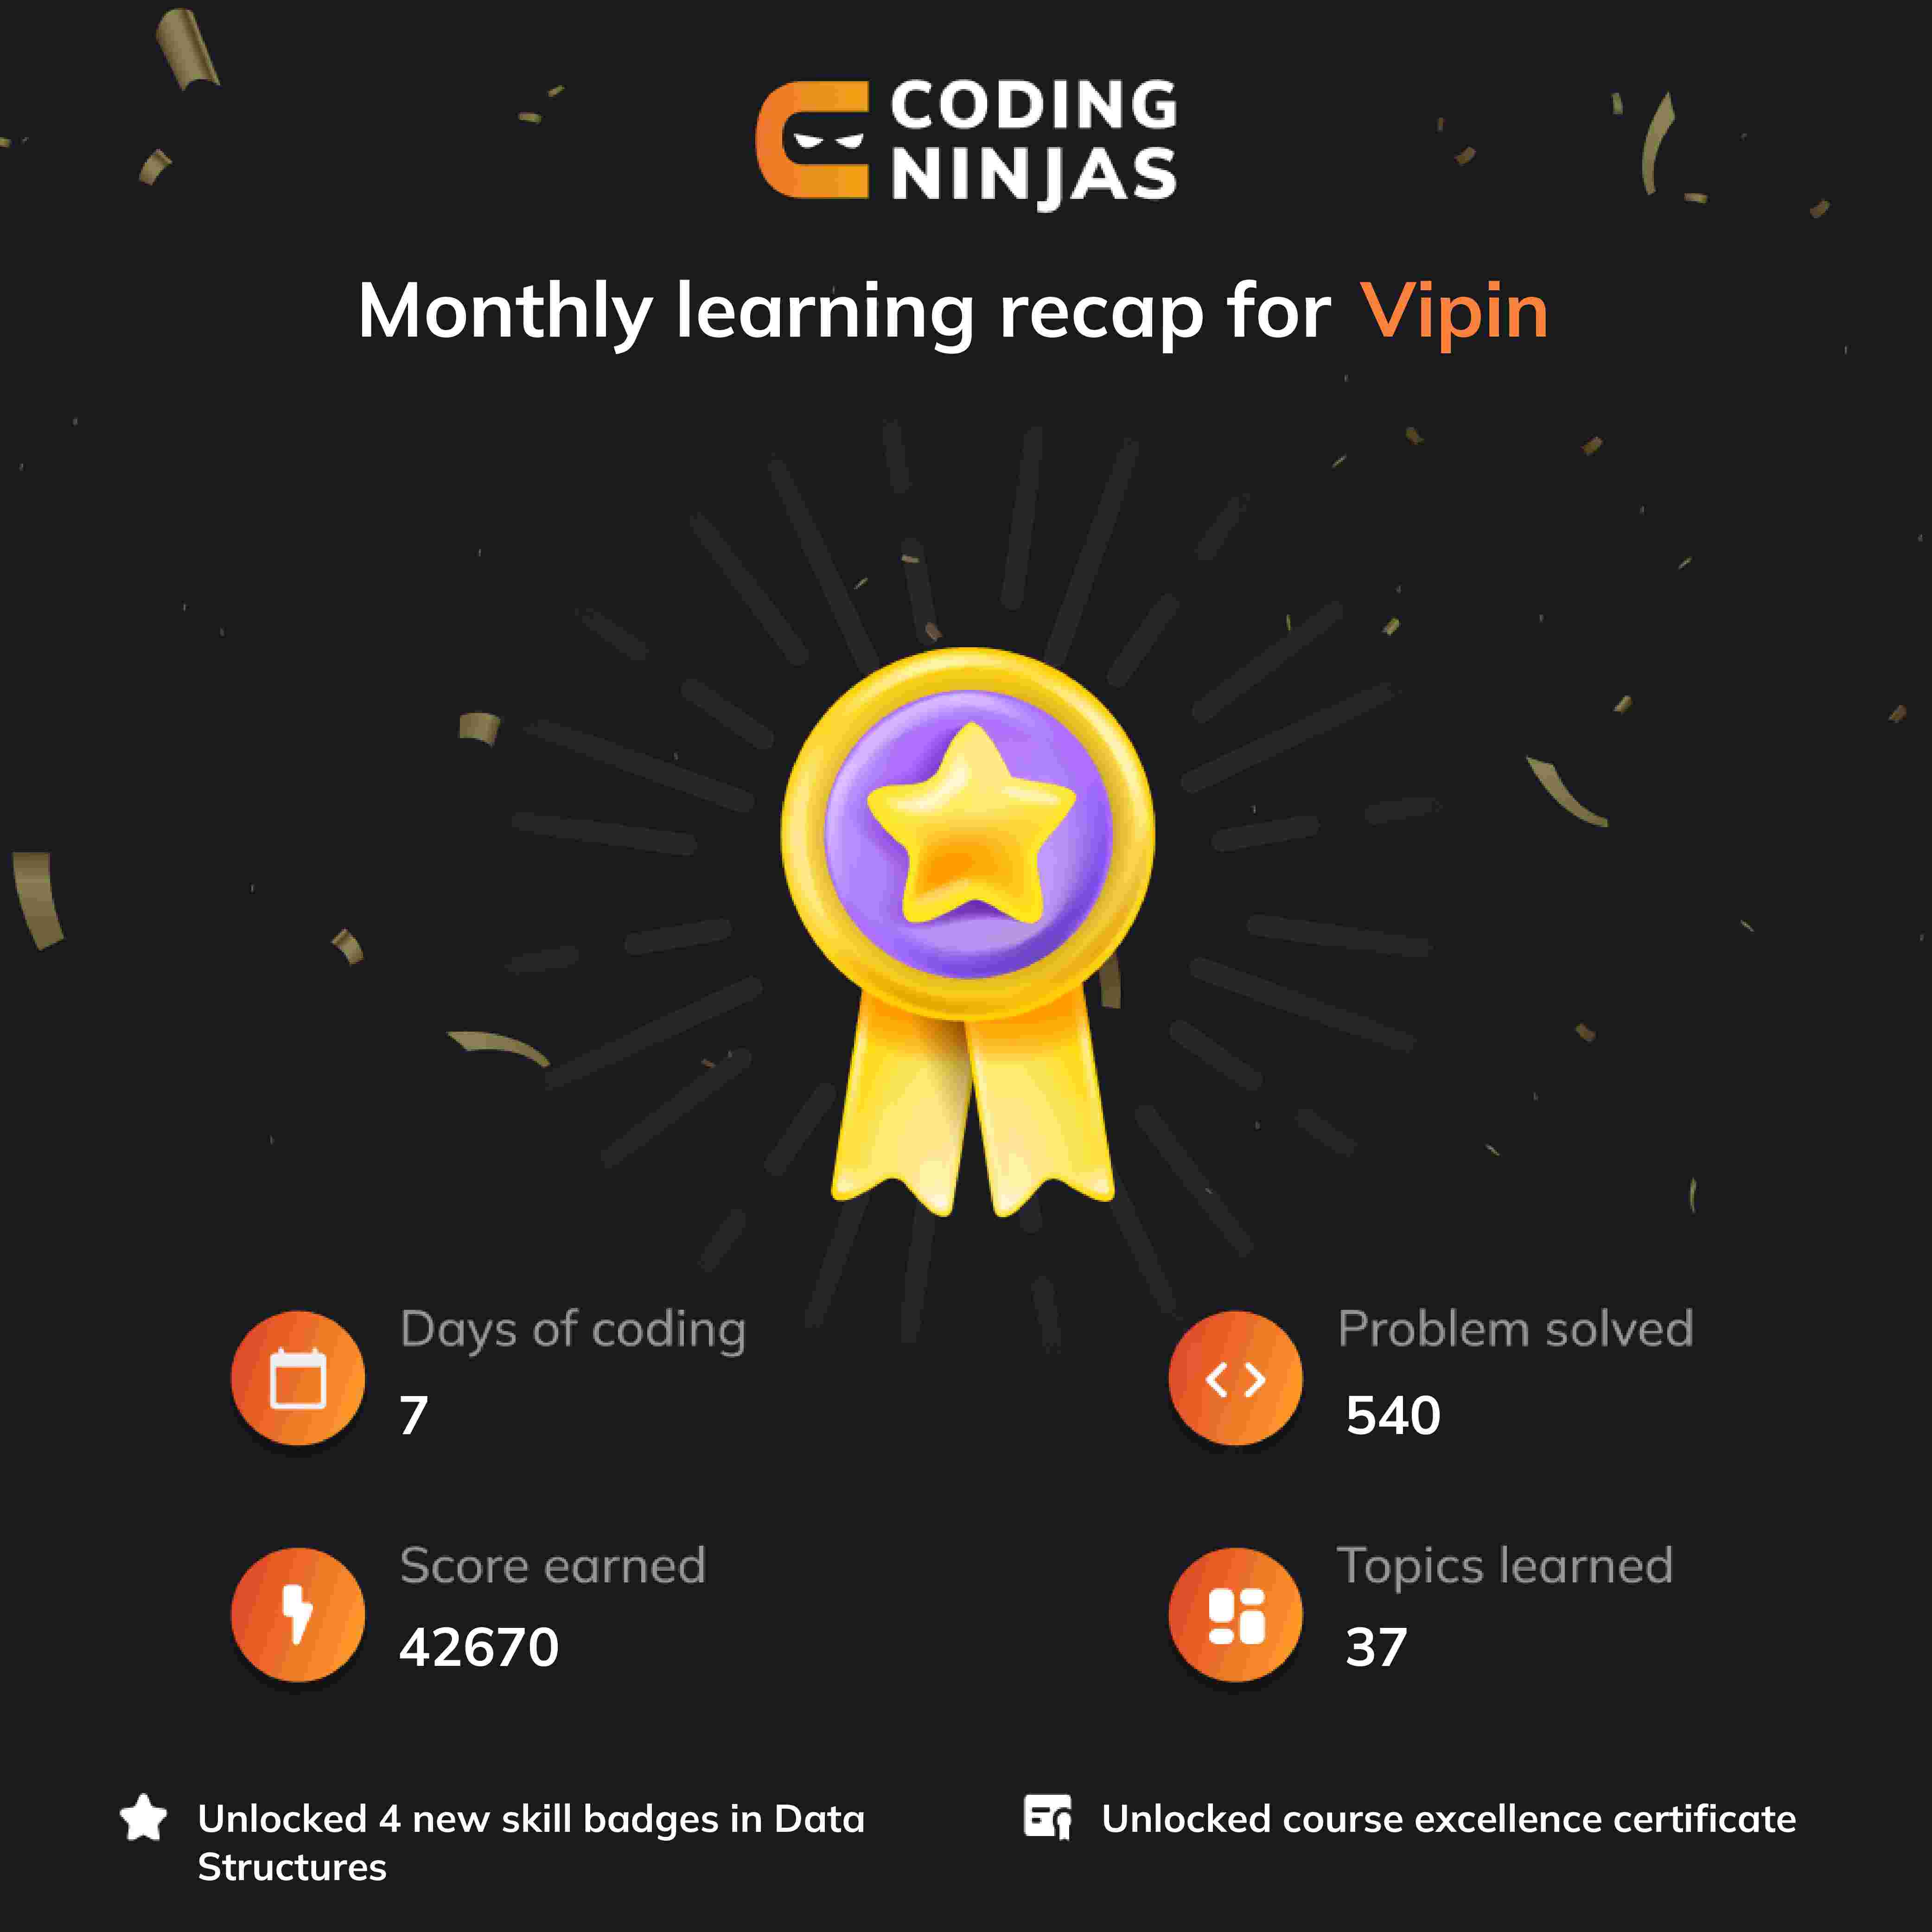 CODING
NINJAS
Monthly learning recap for Vipin
Days of coding
7
Problem solved
540
Score earned
42670
Topics learned
37
Unlocked 4 new skill badges in Data
Structures
Unlocked course excellence certificate